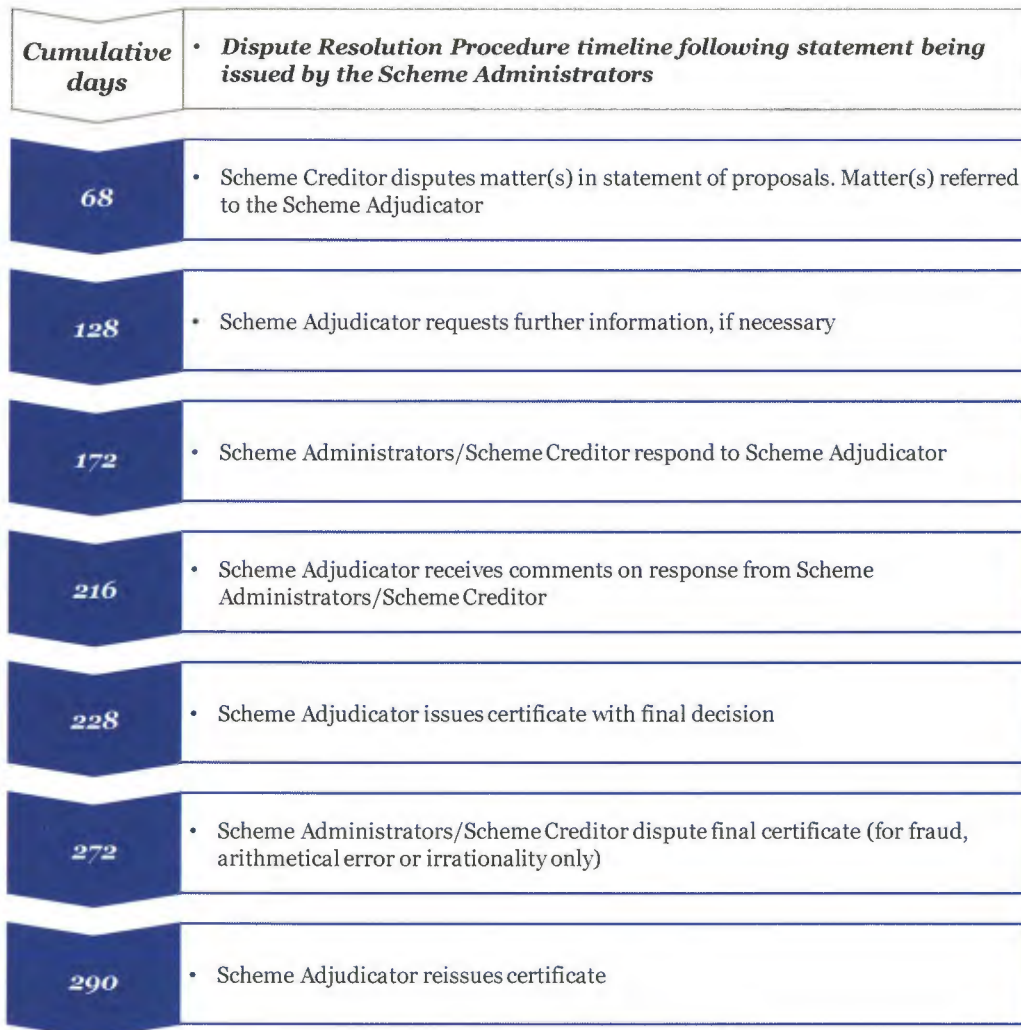 Cumulative
days
• Dispute Resolution Procedure timeline following statement being
issued by the Scheme Administrators
68
• Scheme Creditor disputes matter(s) in statement of proposals. Matter(s) referred
to the Scheme Adjudicator
128
• Scheme Adjudicator requests further information, if necessary
172
• Scheme Administrators/Scheme Creditor respond to Scheme Adjudicator
216
• Scheme Adjudicator receives comments on response from Scheme
Administrators/Scheme Creditor
228
• Scheme Adjudicator issues certificate with final decision
272
• Scheme Administrators/Scheme Creditor dispute final certificate (for fraud,
arithmetical error or irrationality only)
290
• Scheme Adjudicator reissues certificate